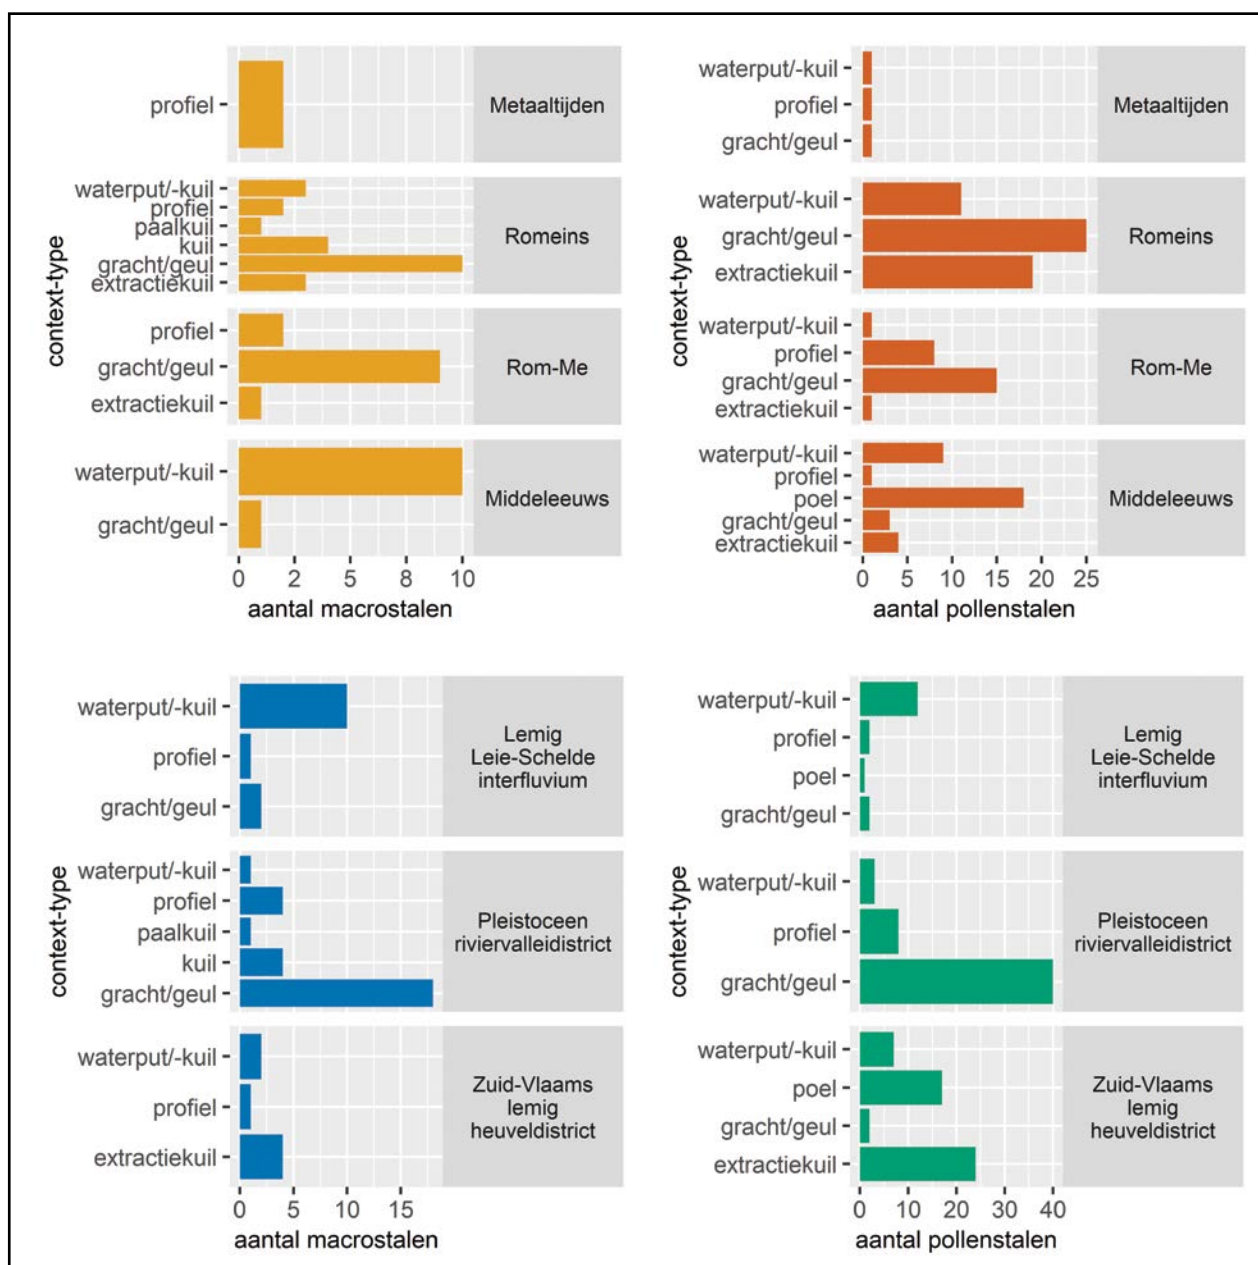 profiel
Metaaltijden
waterput/-kuil
profiel
paalkuil
kuil
gracht/geul
extractiekuil
Romeins
profiel
gracht/geul
extractiekuil
Rom-Me
waterput/-kuil
gracht/geul
Middeleeuws
context-type
0 2 5 8 10
aantal macrostalen
waterput/-kuil
profiel
gracht/geul
Metaaltijden
waterput/-kuil
gracht/geul
extractiekuil
Romeins
waterput/-kuil
profiel
gracht/geul
extractiekuil
Rom-Me
waterput/-kuil
profiel
poel
gracht/geul
extractiekuil
Middeleeuws
context-type
0 5 10 15 20 25
aantal pollenstalen
waterput/-kuil
profiel
gracht/geul
Lemig
Leie-Schelde
interfluvium
waterput/-kuil
profiel
paalkuil
kuil
gracht/geul
Pleistoceen
riviervalleidistrict
waterput/-kuil
profiel
extractiekuil
Zuid-Vlaams
lemig
heuveldistrict
context-type
0 5 10 15
aantal macrostalen
waterput/-kuil
profiel
poel
gracht/geul
Lemig
Leie-Schelde
interfluvium
waterput/-kuil
profiel
gracht/geul
Pleistoceen
riviervalleidistrict
waterput/-kuil
poel
gracht/geul
extractiekuil
Zuid-Vlaams
lemig
heuveldistrict
context-type
0 10 20 30 40
aantal pollenstalen